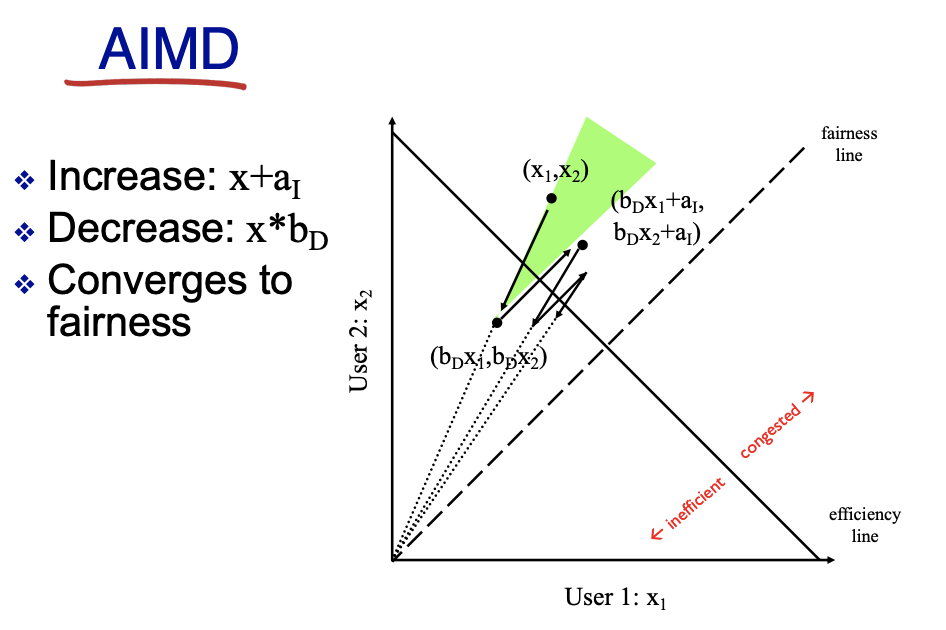 AIMD
❖ Increase: x+aI
❖ Decrease: x*bD
❖ Converges to
fairness
fairness
line
(x1,x2)
(bDx1+aI,
bDx2+aI)
User 2: x2
(bDx1,bDx2)
congested →
← inefficient
efficiency
line
User 1: x1